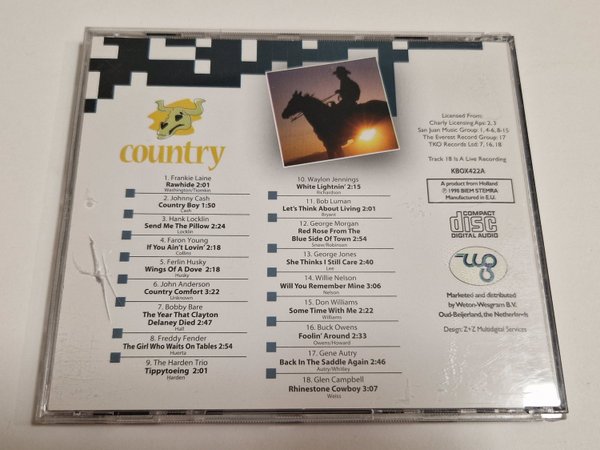 country
1. Frankie Laine
Rawhide 2:01
Washington/Tiomkin
2. Johnny Cash
Country Boy 1:50
Cash
3. Hank Locklin
Send Me The Pillow 2:24
Locklin
4. Faron Young
If You Ain't Lovin' 2:18
Collins
5. Ferlin Husky
Wings Of A Dove 2:18
Husky
6. John Anderson
Country Comfort 3:22
Unknown
7. Bobby Bare
The Year That Clayton
Delaney Died 2:47
Hall
8. Freddy Fender
The Girl Who Waits On Tables 2:54
Huerta
9. The Harden Trio
Tippytoeing 2:01
Harden
10. Waylon Jennings
White Lightnin' 2:15
Richardson
11. Bob Luman
Let's Think About Living 2:01
Bryant
12. George Morgan
Red Rose From The
Blue Side Of Town 2:54
Snow/Robinson
13. George Jones
She Thinks I Still Care 2:40
Lee
14. Willie Nelson
Will You Remember Mine 3:06
Nelson
15. Don Williams
Some Time With Me 2:22
Williams
16. Buck Owens
Foolin' Around 2:33
Owens/Howard
17. Gene Autry
Back In The Saddle Again 2:46
Autry/Whitley
18. Glen Campbell
Rhinestone Cowboy 3:07
Weiss
Licensed From:
Charly Licensing Aps: 2, 3
San Juan Music Group: 1, 4-6, 8-15
The Everest Record Group: 17
TKO Records Ltd: 7, 16, 18
Track 18 Is A Live Recording
KBOX422A
A product from Holland
℗ 1998 BIEM STEMRA
Manufactured in E.U.
COMPACT
disc
DIGITAL AUDIO
Marketed and distributed
by Weton-Wesgram B.V.
Oud-Beijerland, the Netherlands
Design: Z+Z Multidigital Services